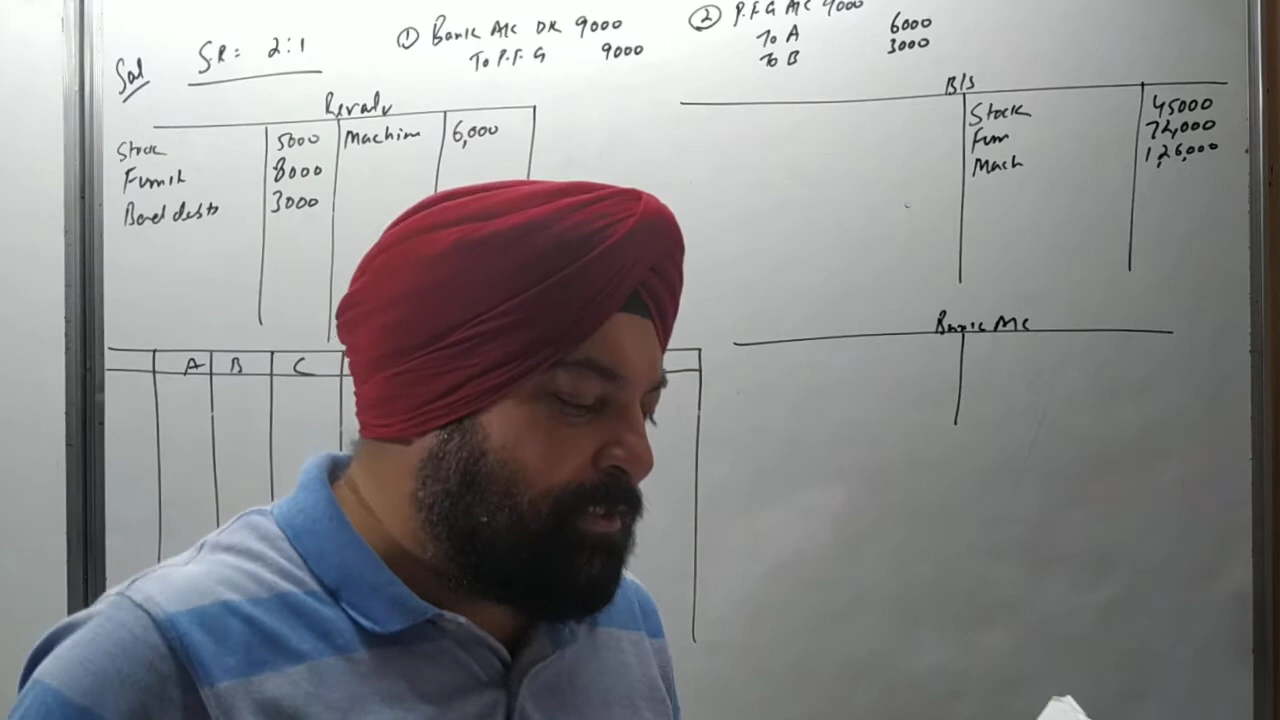 Sol
S.R = 2:1
① Bank A/c DR 9000
To P.F.G 9000
② P.F.G A/c 9000
To A 6000
To B 3000
Revalu
Stock 5000 Machine 6,000
Furnit 8000
Bad debts 3000
B/S
Stock 45000
Furn 72,000
Mach 1,26,000
A B C
Bank A/c